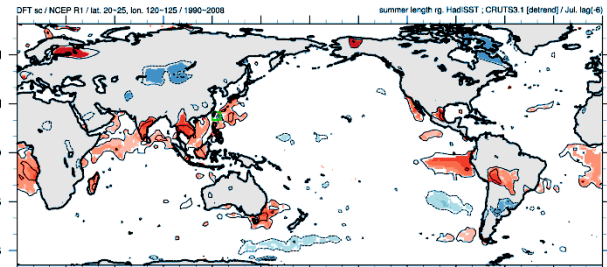 DFT sc / NCEP R1 / lat. 20-25, lon. 120-125 / 1990-2008
summer length rg. HadISST ; CRUTS3.1 [detrend] / Jul. lag(-6)